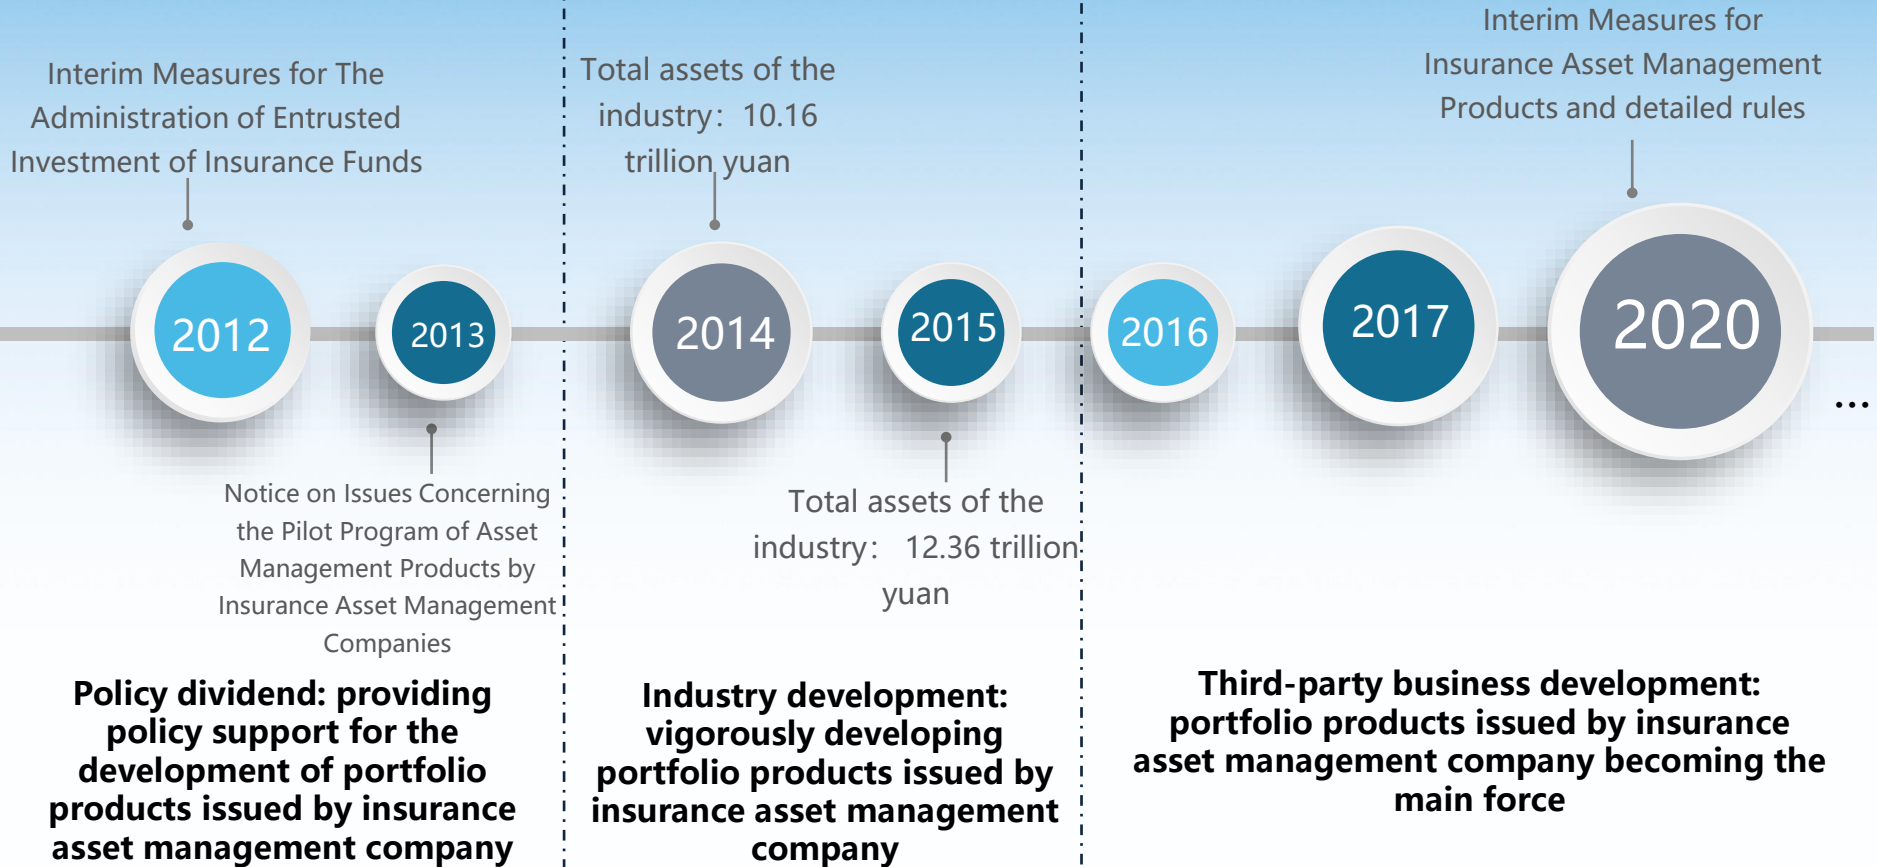 Interim Measures for The
Administration of Entrusted
Investment of Insurance Funds
2012
2013
Notice on Issues Concerning
the Pilot Program of Asset
Management Products by
Insurance Asset Management
Companies
Policy dividend: providing
policy support for the
development of portfolio
products issued by insurance
asset management company
Total assets of the
industry：10.16
trillion yuan
2014
2015
Total assets of the
industry： 12.36 trillion
yuan
Industry development:
vigorously developing
portfolio products issued by
insurance asset management
company
Interim Measures for
Insurance Asset Management
Products and detailed rules
2016
2017
2020
...
Third-party business development:
portfolio products issued by insurance
asset management company becoming the
main force